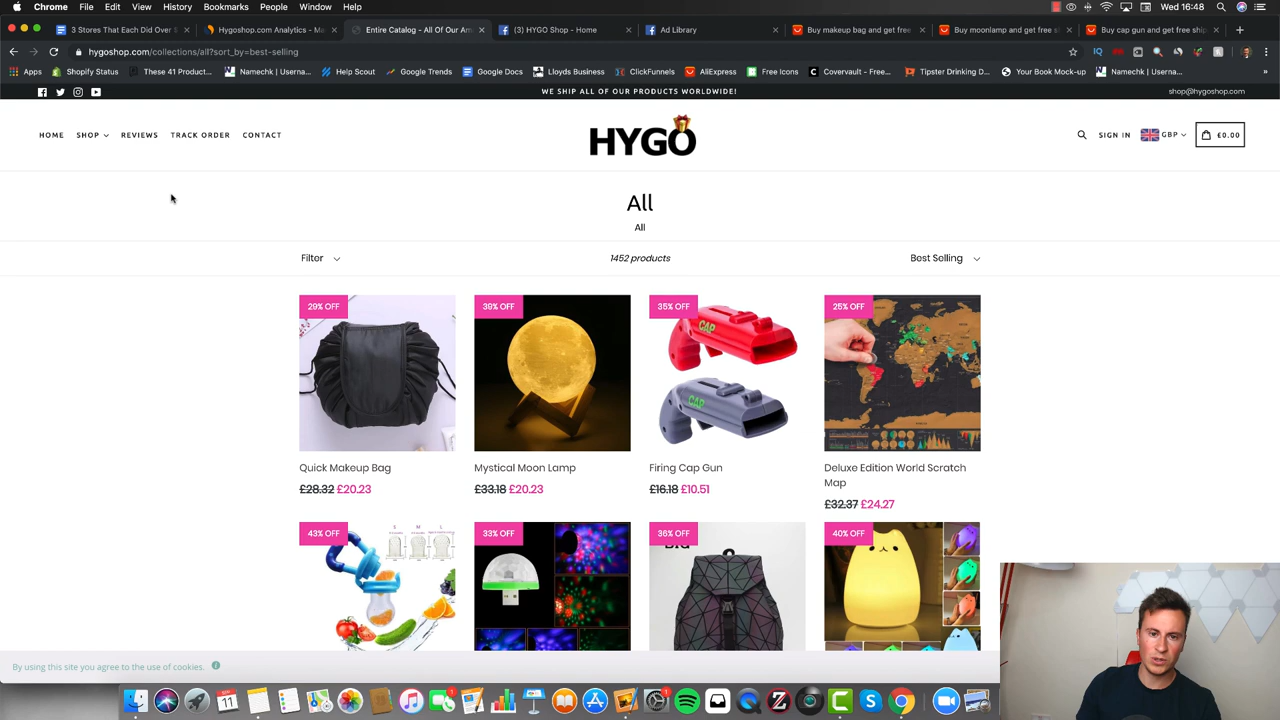 Chrome File Edit View History Bookmarks People Window Help Wed 16:48
3 Stores That Each Did Over $ Hygoshop.com Analytics - Ma Entire Catalog - All Of Our Am (3) HYGO Shop - Home Ad Library Buy makeup bag and get free Buy moonlamp and get free s Buy cap gun and get free ship
hygoshop.com/collections/all?sort_by=best-selling
Apps Shopify Status These 41 Product... Namechk | Userna... Help Scout Google Trends Google Docs Lloyds Business ClickFunnels AliExpress Free Icons Covervault - Free... Tipster Drinking D... Your Book Mock-up Namechk | Userna... »
WE SHIP ALL OF OUR PRODUCTS WORLDWIDE! shop@hygoshop.com
HOME SHOP REVIEWS TRACK ORDER CONTACT HYGO SIGN IN GBP £0.00
All
All
Filter 1452 products Best Selling
29% OFF 39% OFF 35% OFF 25% OFF
CAP
CAP
Quick Makeup Bag Mystical Moon Lamp Firing Cap Gun Deluxe Edition World Scratch Map
£28.32 £20.23 £33.18 £20.23 £16.18 £10.51 £32.37 £24.27
43% OFF 33% OFF 36% OFF 40% OFF
S M L
By using this site you agree to the use of cookies.